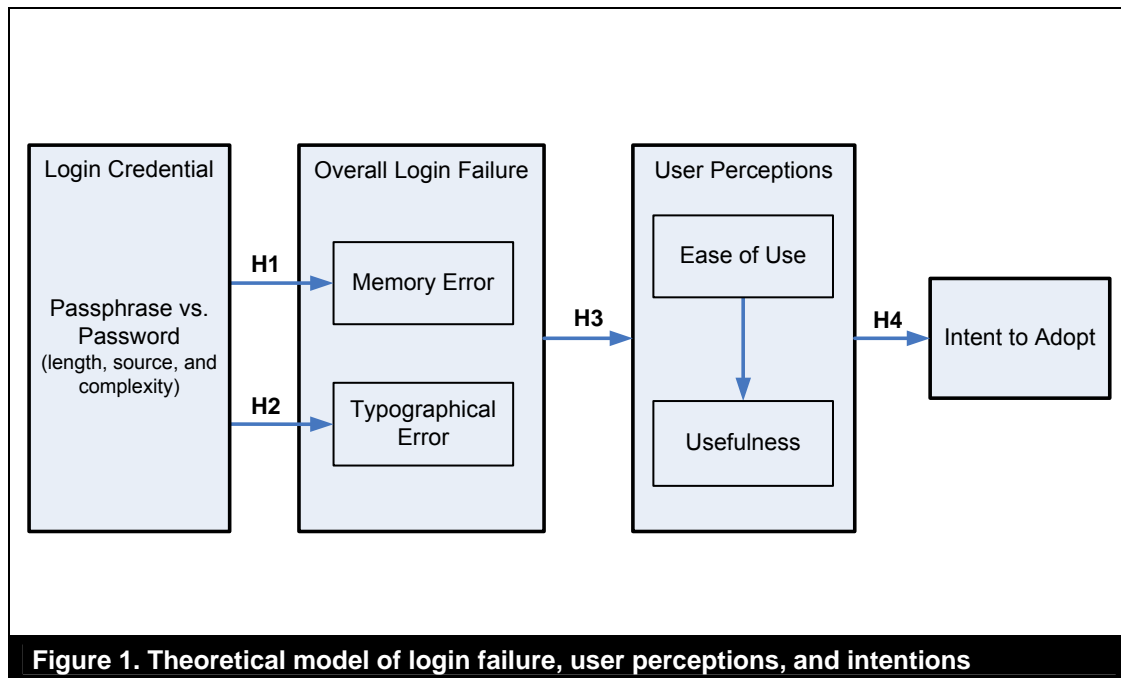 Login Credential
Passphrase vs.
Password
(length, source, and
complexity)
H1
H2
Overall Login Failure
Memory Error
Typographical
Error
H3
User Perceptions
Ease of Use
Usefulness
H4
Intent to Adopt
Figure 1. Theoretical model of login failure, user perceptions, and intentions